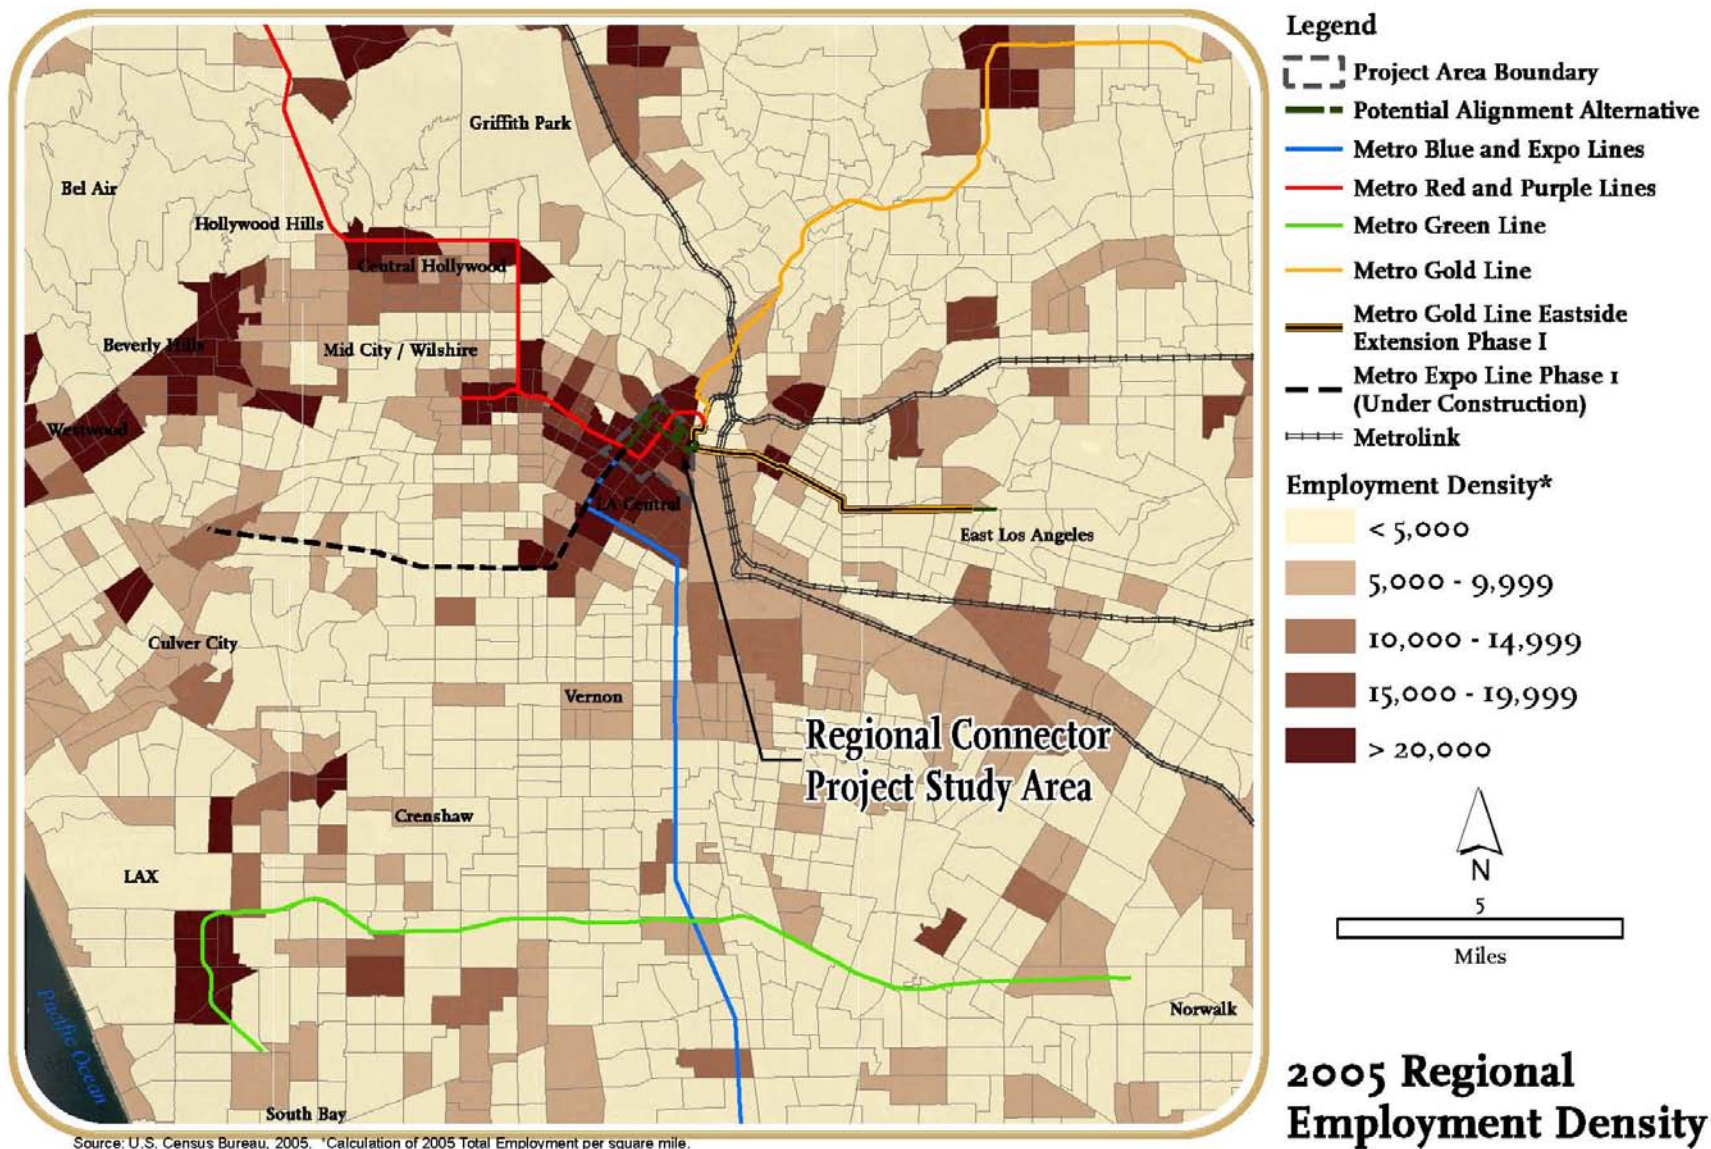 Griffith Park
Bel Air
Hollywood Hills
Central Hollywood
Beverly Hills
Mid City / Wilshire
Westwood
LA Central
East Los Angeles
Culver City
Vernon
Regional Connector
Project Study Area
Crenshaw
LAX
Pacific Ocean
Norwalk
South Bay
Source: U.S. Census Bureau, 2005. *Calculation of 2005 Total Employment per square mile.
Legend
Project Area Boundary
Potential Alignment Alternative
Metro Blue and Expo Lines
Metro Red and Purple Lines
Metro Green Line
Metro Gold Line
Metro Gold Line Eastside
Extension Phase I
Metro Expo Line Phase 1
(Under Construction)
Metrolink
Employment Density*
< 5,000
5,000 - 9,999
10,000 - 14,999
15,000 - 19,999
> 20,000
N
5
Miles
2005 Regional
Employment Density